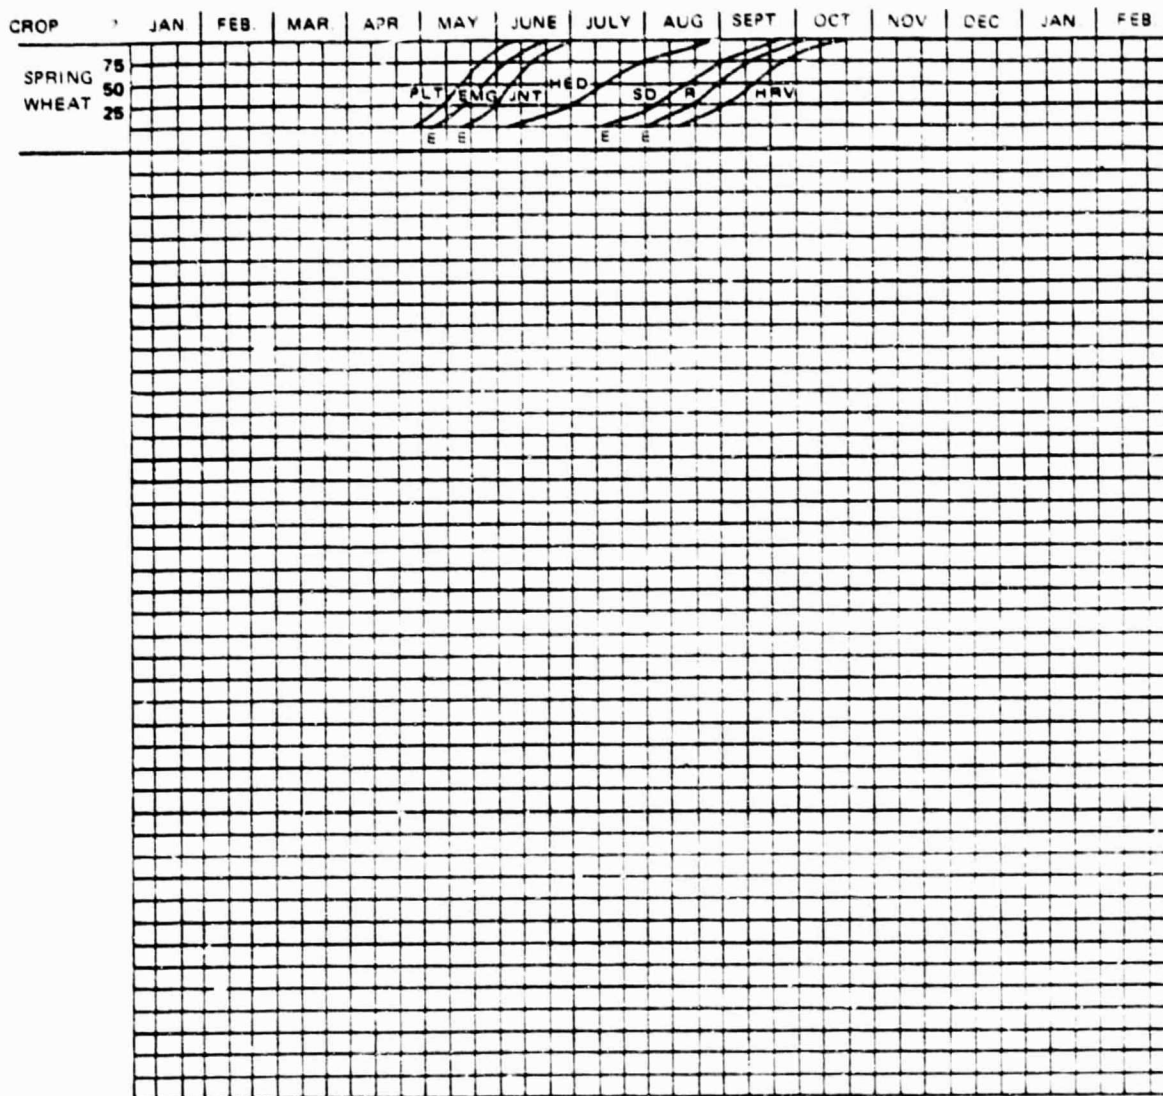 CROP JAN. FEB. MAR. APR MAY JUNE JULY AUG SEPT OCT NOV DEC JAN. FEB.
75
SPRING
50
WHEAT
25
PLT EMG JNT HED SD R HRV
E E E E